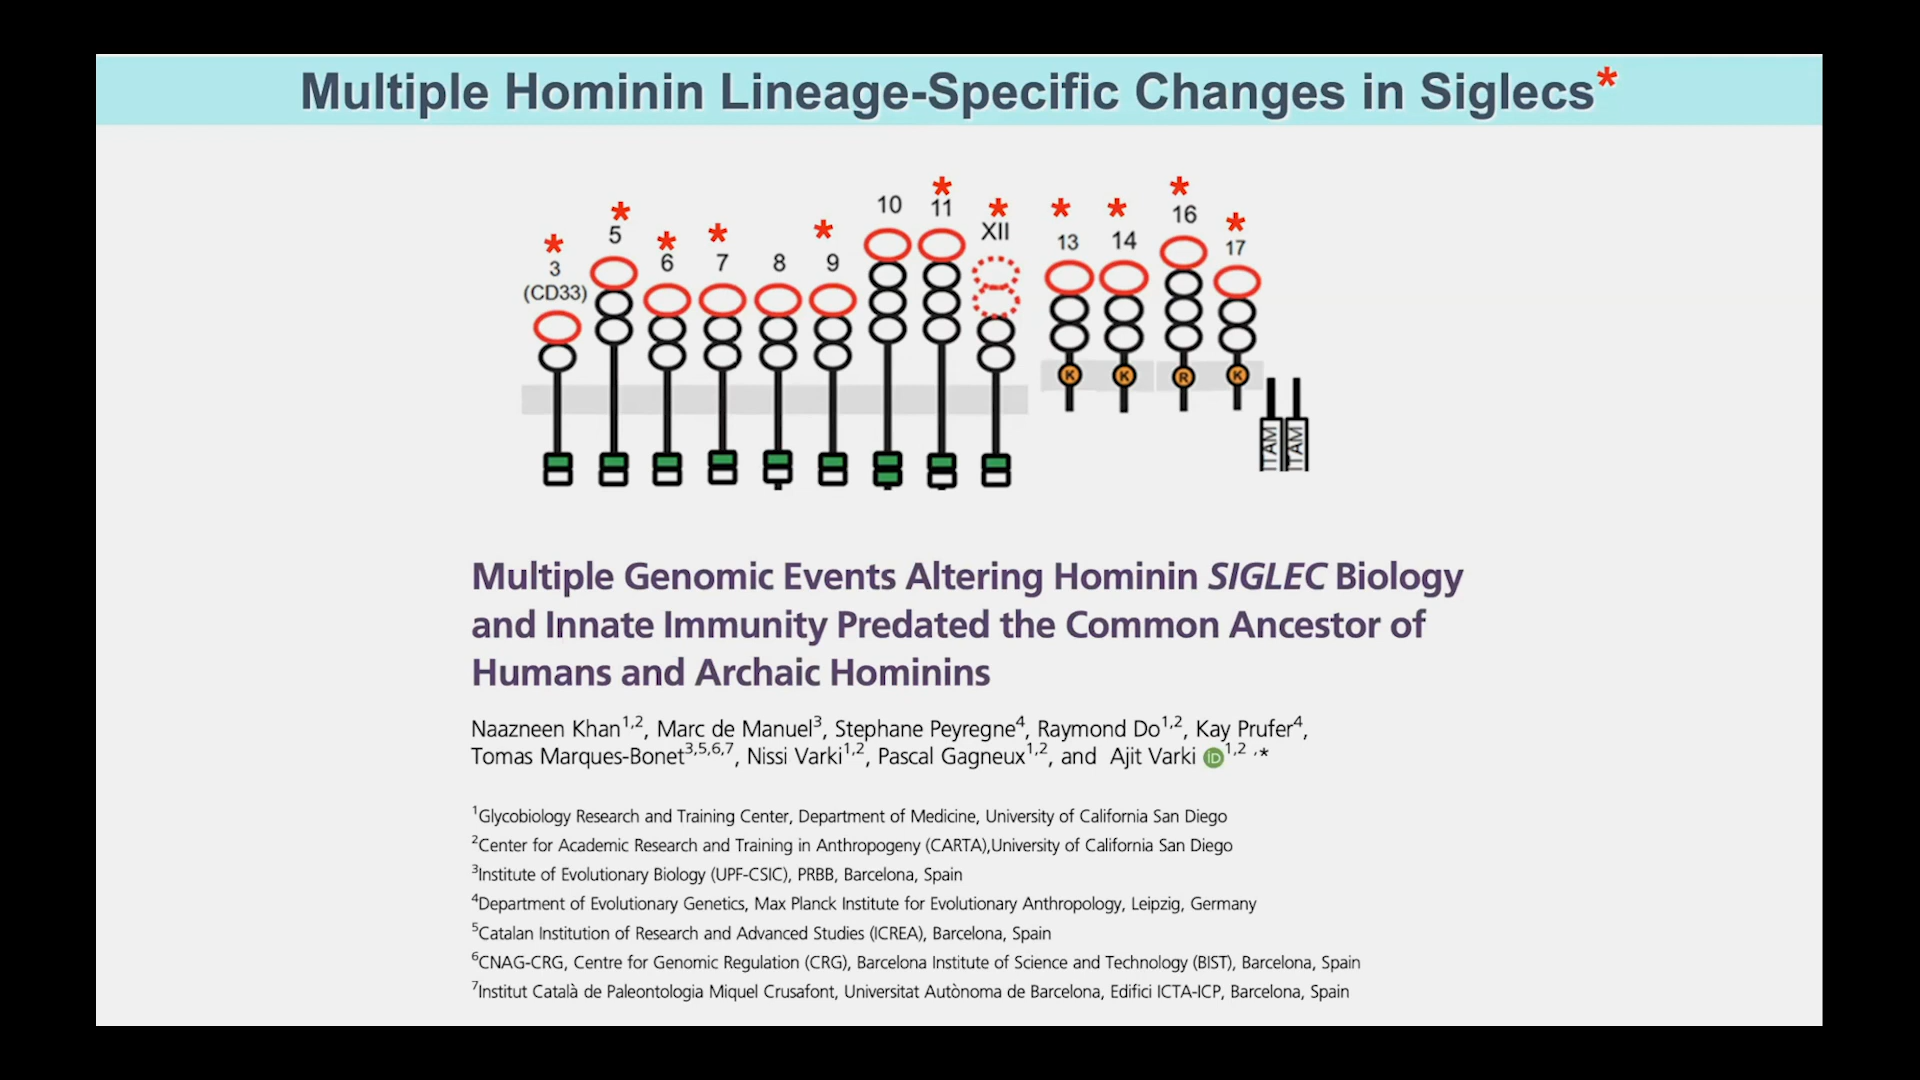 Multiple Hominin Lineage-Specific Changes in Siglecs*
* * * * * * * * * * *
3 5 6 7 8 9 10 11 XII 13 14 16 17
(CD33)
K K R K
ITAM ITAM
Multiple Genomic Events Altering Hominin SIGLEC Biology
and Innate Immunity Predated the Common Ancestor of
Humans and Archaic Hominins
Naazneen Khan1,2, Marc de Manuel3, Stephane Peyregne4, Raymond Do1,2, Kay Prufer4,
Tomas Marques-Bonet3,5,6,7, Nissi Varki1,2, Pascal Gagneux1,2, and Ajit Varki iD 1,2,*
1Glycobiology Research and Training Center, Department of Medicine, University of California San Diego
2Center for Academic Research and Training in Anthropogeny (CARTA),University of California San Diego
3Institute of Evolutionary Biology (UPF-CSIC), PRBB, Barcelona, Spain
4Department of Evolutionary Genetics, Max Planck Institute for Evolutionary Anthropology, Leipzig, Germany
5Catalan Institution of Research and Advanced Studies (ICREA), Barcelona, Spain
6CNAG-CRG, Centre for Genomic Regulation (CRG), Barcelona Institute of Science and Technology (BIST), Barcelona, Spain
7Institut Català de Paleontologia Miquel Crusafont, Universitat Autònoma de Barcelona, Edifici ICTA-ICP, Barcelona, Spain